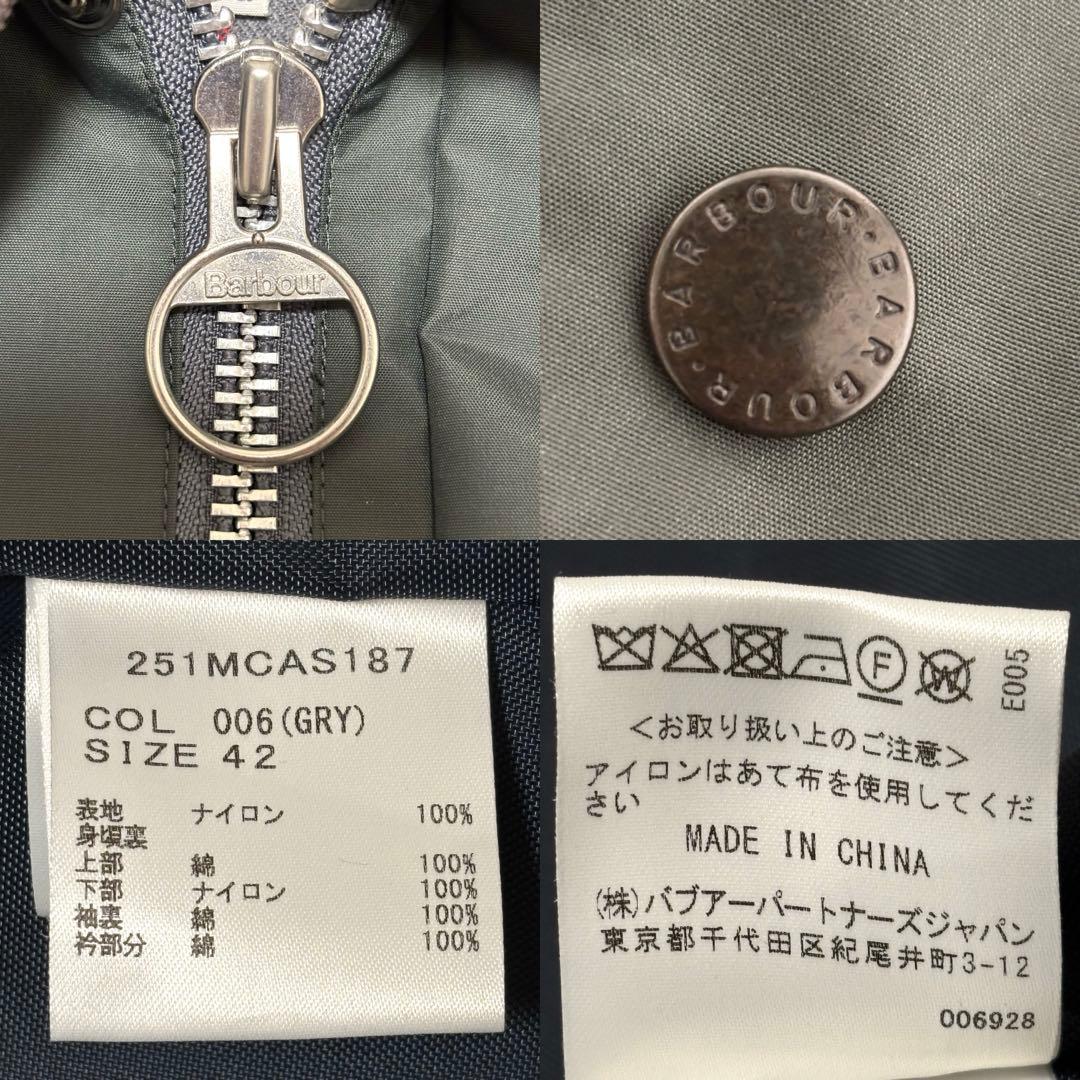 Barbour
BARBOUR · BARBOUR ·
251MCAS187
COL 006(GRY)
SIZE 42
表地 ナイロン 100%
身頃裏
上部 綿 100%
下部 ナイロン 100%
袖裏 綿 100%
衿部分 綿 100%
F
W
E005
<お取り扱い上のご注意>
アイロンはあて布を使用してくだ
さい
MADE IN CHINA
(株)バブアーパートナーズジャパン
東京都千代田区紀尾井町3-12
006928